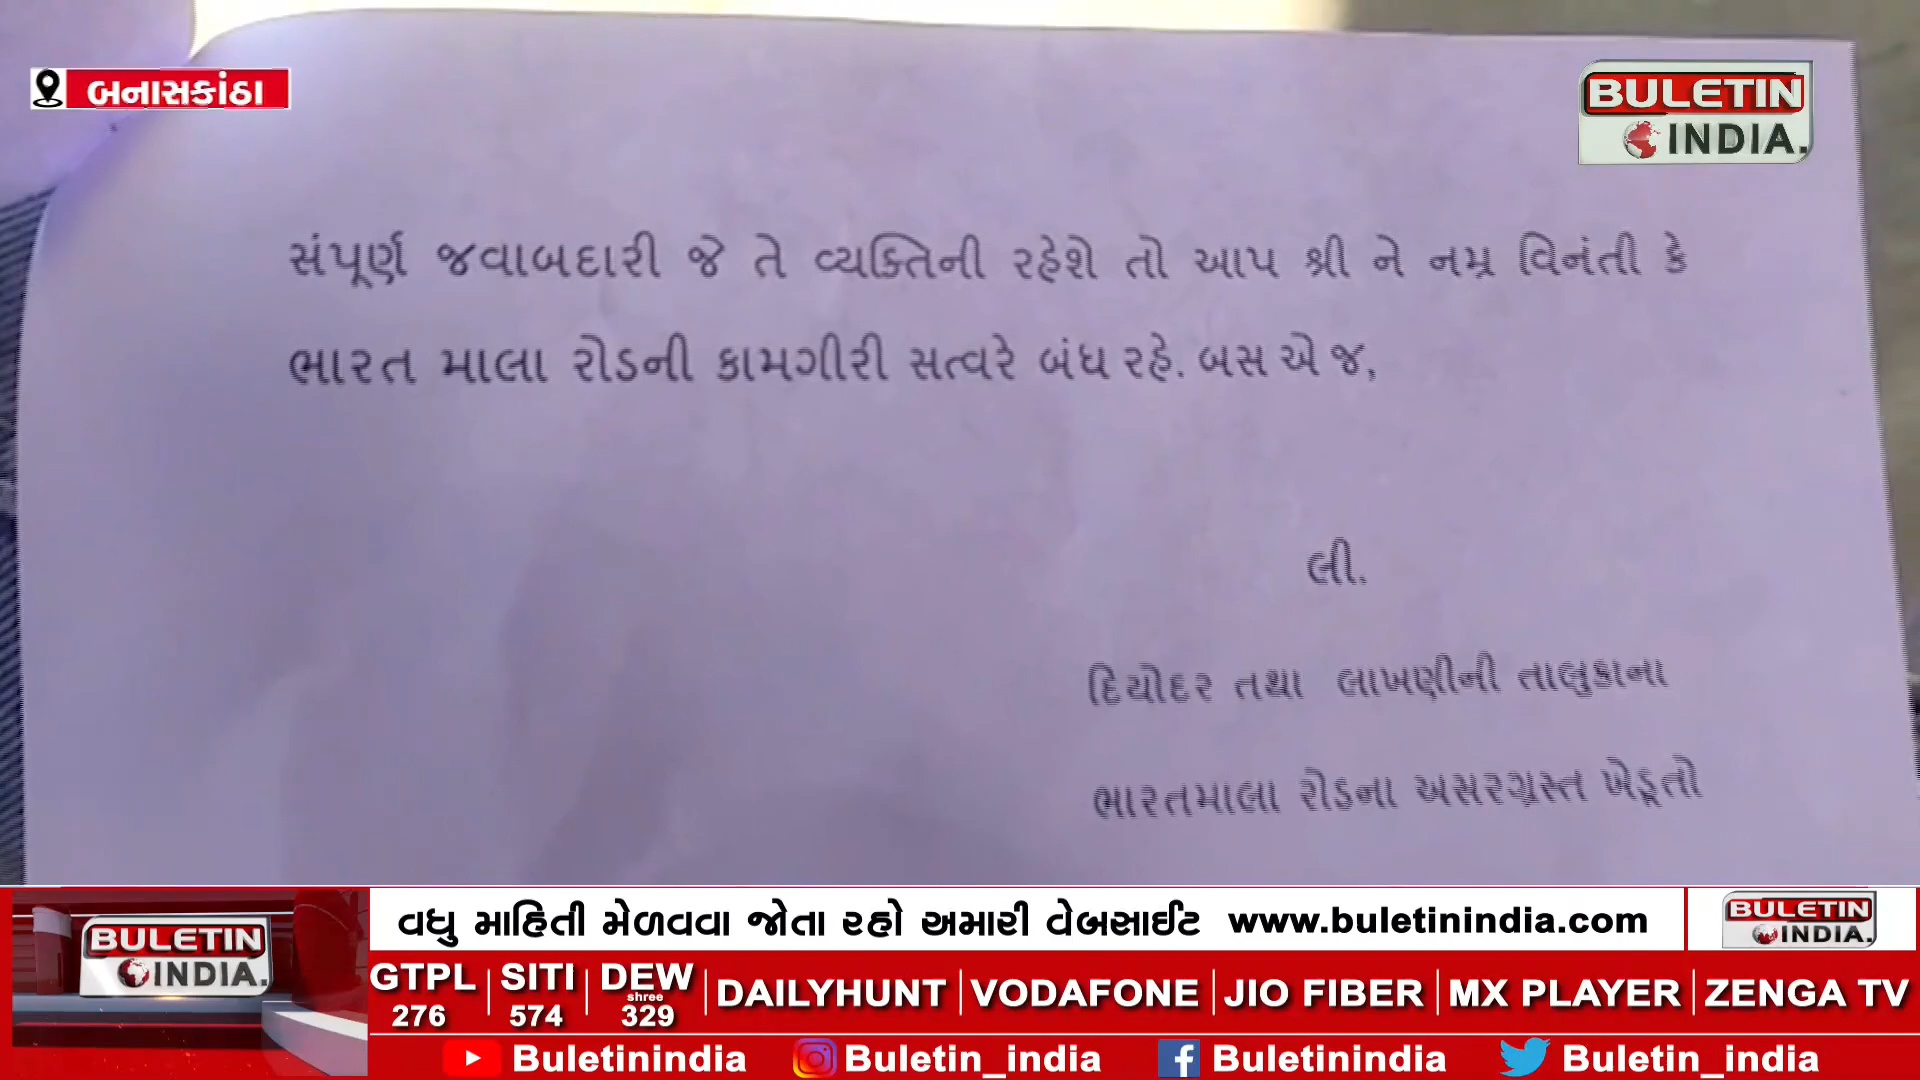 બનાસકાંઠા
BULETIN
INDIA.
સંપૂર્ણ જવાબદારી જે તે વ્યક્તિની રહેશે તો આપ શ્રી ને નમ્ર વિનંતી કે
ભારત માલા રોડની કામગીરી સત્વરે બંધ રહે. બસ એ જ,
લી.
દિયોદર તથા લાખણીની તાલુકાના
ભારતમાલા રોડના અસરગ્રસ્ત ખેડૂતો
BULETIN
INDIA.
વધુ માહિતી મેળવવા જોતા રહો અમારી વેબસાઈટ www.buletinindia.com
BULETIN
INDIA.
GTPL 276 | SITI 574 | DEW shree 329 | DAILYHUNT | VODAFONE | JIO FIBER | MX PLAYER | ZENGA TV
Buletinindia Buletin_india Buletinindia Buletin_india